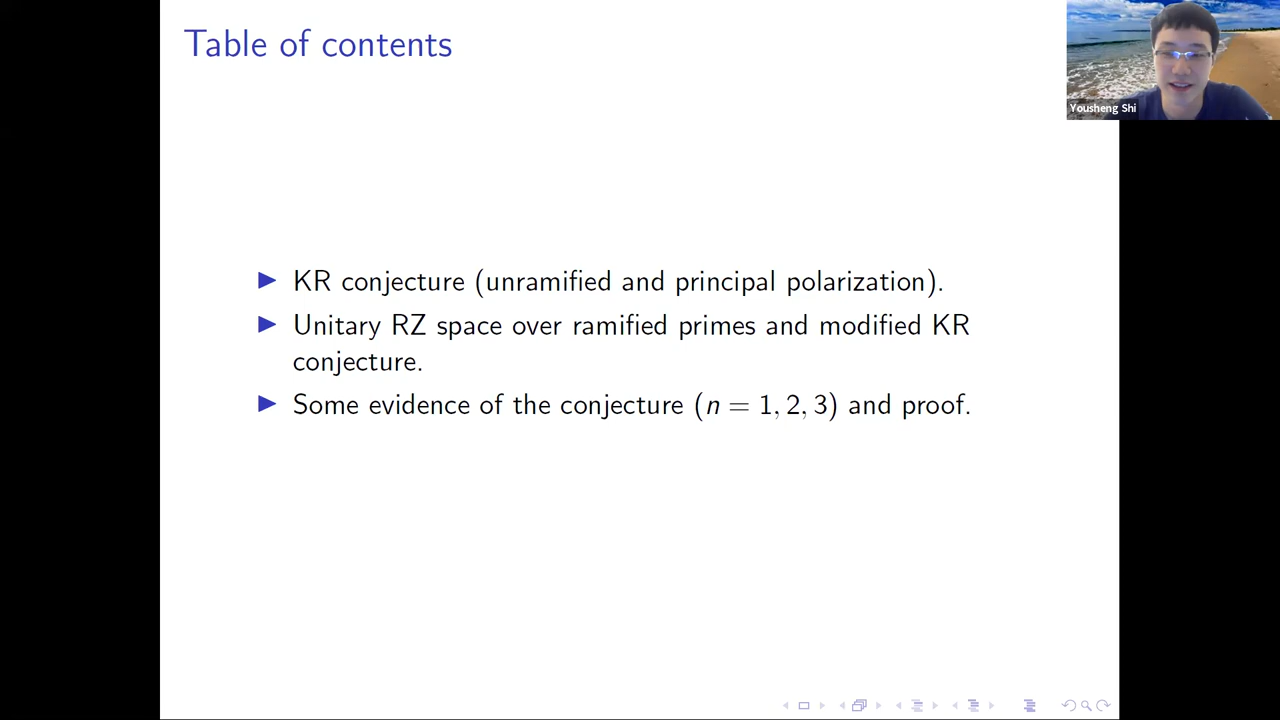 Table of contents
Yousheng Shi
▶ KR conjecture (unramified and principal polarization).
▶ Unitary RZ space over ramified primes and modified KR
conjecture.
▶ Some evidence of the conjecture (n = 1, 2, 3) and proof.